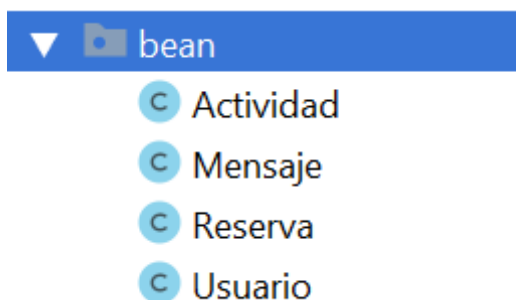 bean
C Actividad
C Mensaje
C Reserva
C Usuario